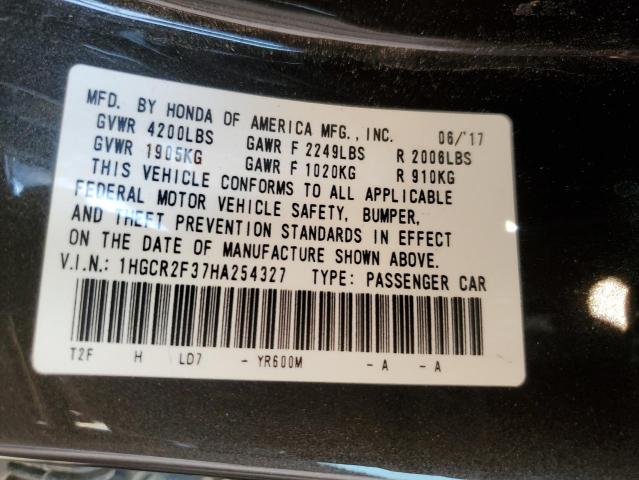 MFD. BY HONDA OF AMERICA MFG., INC. 06/'17
GVWR 4200LBS GAWR F 2249LBS R 2006LBS
GVWR 1905KG GAWR F 1020KG R 910KG
THIS VEHICLE CONFORMS TO ALL APPLICABLE
FEDERAL MOTOR VEHICLE SAFETY, BUMPER,
AND THEFT PREVENTION STANDARDS IN EFFECT
ON THE DATE OF MANUFACTURE SHOWN ABOVE.
V.I.N.: 1HGCR2F37HA254327 TYPE: PASSENGER CAR
T2F H LD7 - YR600M - A - A